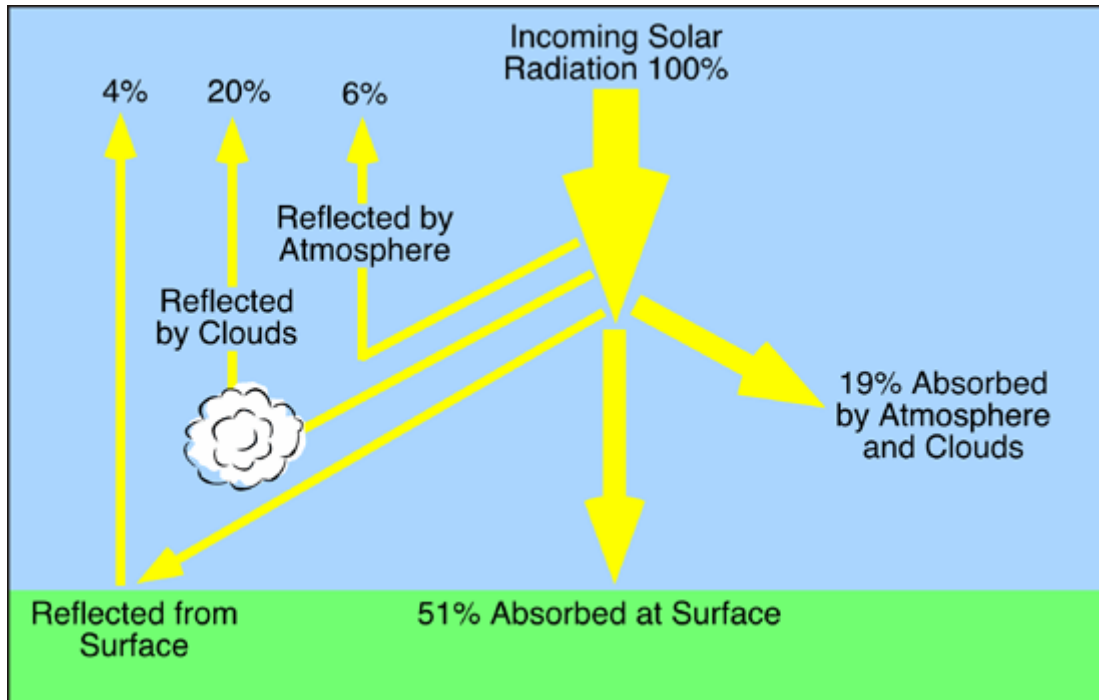 Incoming Solar
Radiation 100%
4%
20%
6%
Reflected by
Atmosphere
Reflected
by Clouds
19% Absorbed
by Atmosphere
and Clouds
Reflected from
Surface
51% Absorbed at Surface